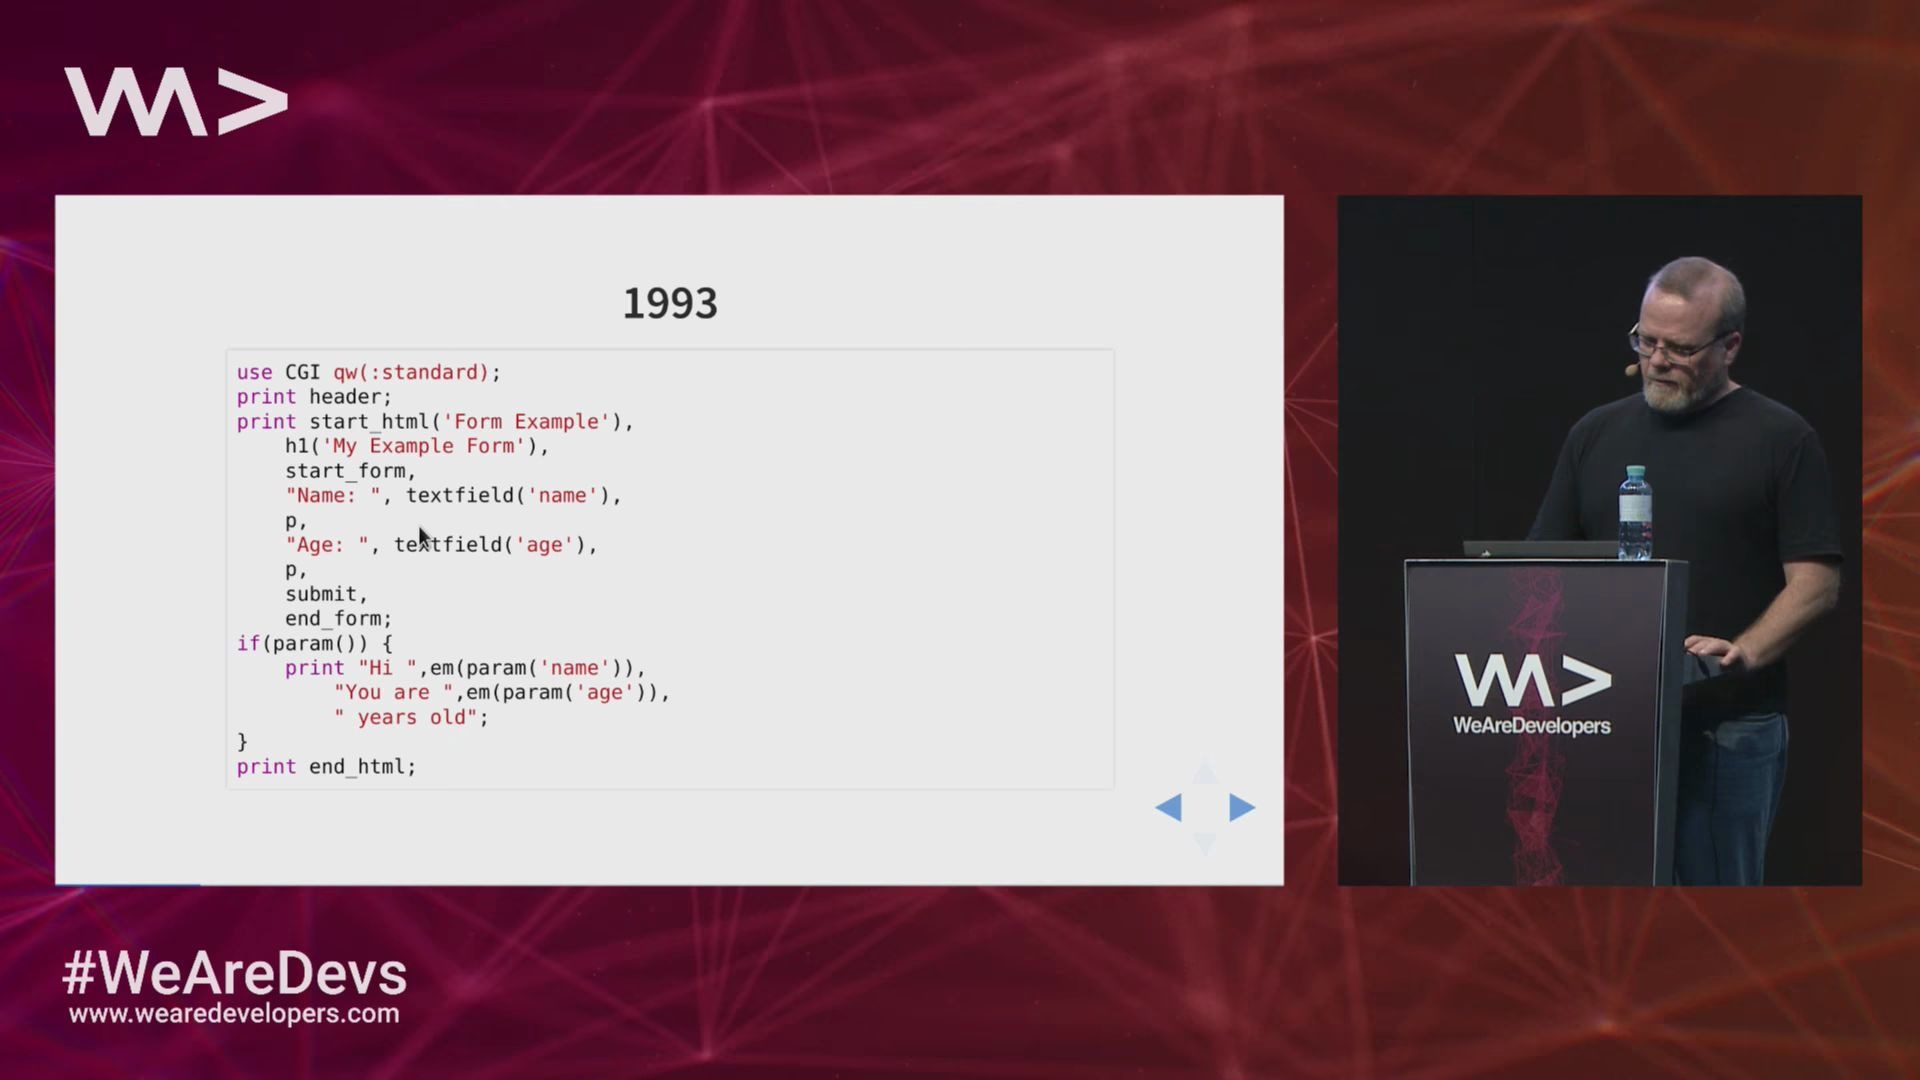 WA>
1993
use CGI qw(:standard);
print header;
print start_html('Form Example'),
    h1('My Example Form'),
    start_form,
    "Name: ", textfield('name'),
    p,
    "Age: ", textfield('age'),
    p,
    submit,
    end_form;
if(param()) {
    print "Hi ",em(param('name')),
        "You are ",em(param('age')),
        " years old";
}
print end_html;
WA>
WeAreDevelopers
#WeAreDevs
www.wearedevelopers.com